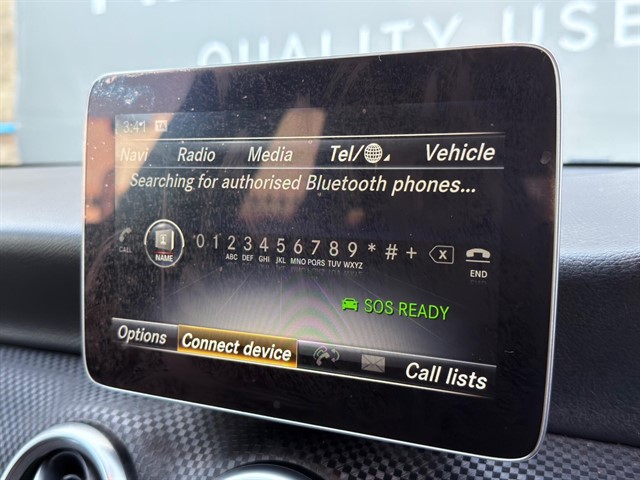 QUALITY USE
3:41 TA
Navi Radio Media Tel/ Vehicle
Searching for authorised Bluetooth phones...
CALL NAME 0 1 2 3 4 5 6 7 8 9 * # + X END
ABC DEF GHI JKL MNO PQRS TUV WXYZ
SOS READY
Options Connect device Call lists